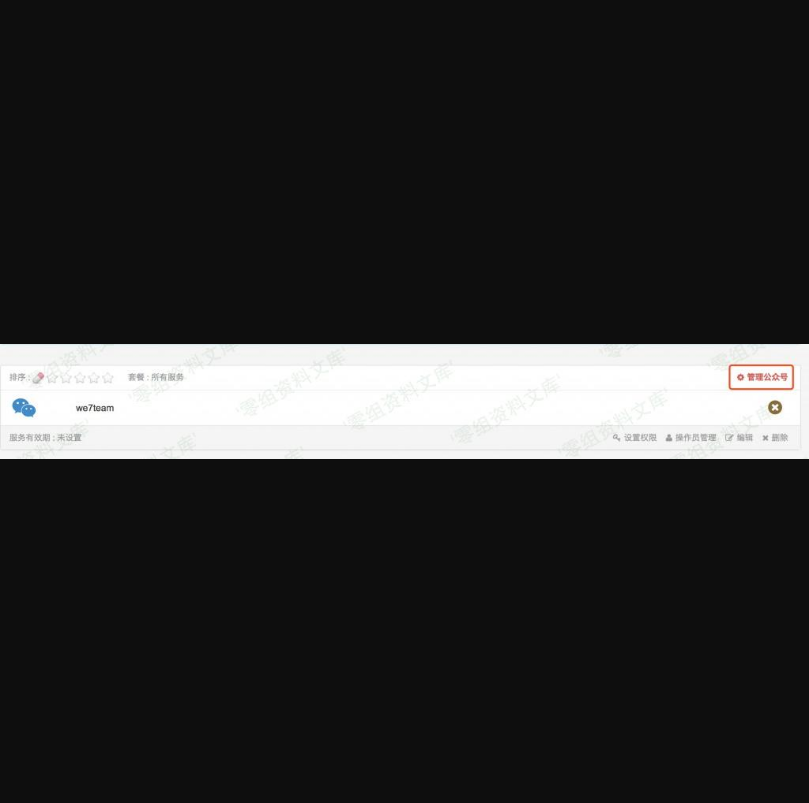 排序 : 套餐 : 所有服务 管理公众号
we7team
服务有效期 : 未设置 设置权限 操作员管理 编辑 删除
'零组资料文库'